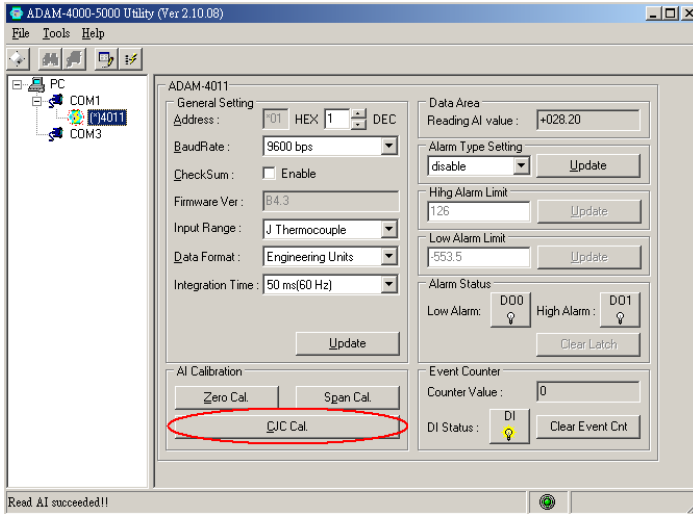 ADAM-4000-5000 Utility (Ver 2.10.08)
File Tools Help
PC
COM1
(*)4011
COM3
ADAM-4011
General Setting
Address : *01 HEX 1 DEC
BaudRate : 9600 bps
CheckSum : Enable
Firmware Ver : B4.3
Input Range : J Thermocouple
Data Format : Engineering Units
Integration Time : 50 ms(60 Hz)
Update
AI Calibration
Zero Cal. Span Cal.
CJC Cal.
Data Area
Reading AI value : +028.20
Alarm Type Setting
disable Update
Hihg Alarm Limit
126 Update
Low Alarm Limit
-553.5 Update
Alarm Status
Low Alarm: DO0 High Alarm : DO1
Clear Latch
Event Counter
Counter Value : 0
DI Status : DI Clear Event Cnt
Read AI succeeded!!